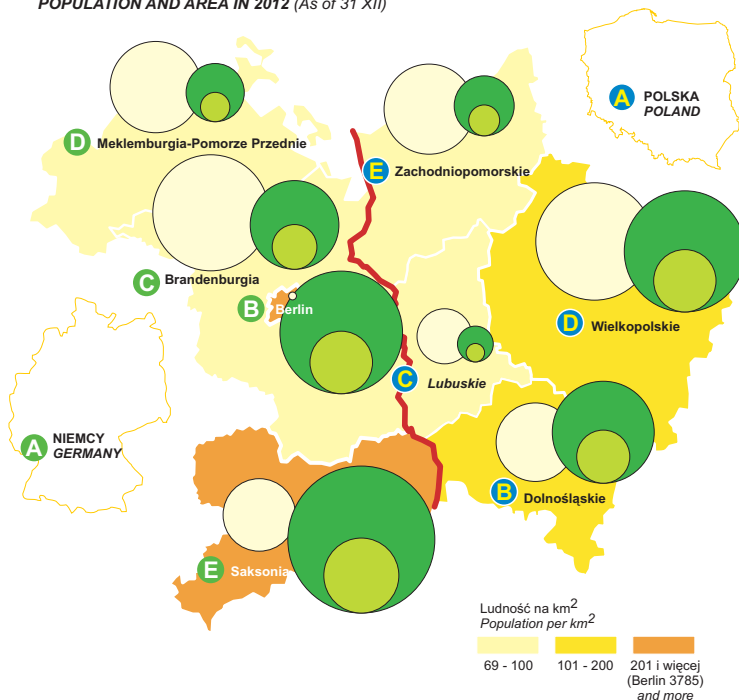 POPULATION AND AREA IN 2012 (As of 31 XII)
A
POLSKA
POLAND
D
Meklemburgia-Pomorze Przednie
E
Zachodniopomorskie
C
Brandenburgia
B
Berlin
D
Wielkopolskie
C
Lubuskie
A
NIEMCY
GERMANY
B
Dolnośląskie
E
Saksonia
Ludność na km2
Population per km2
69 - 100
101 - 200
201 i więcej
(Berlin 3785)
and more